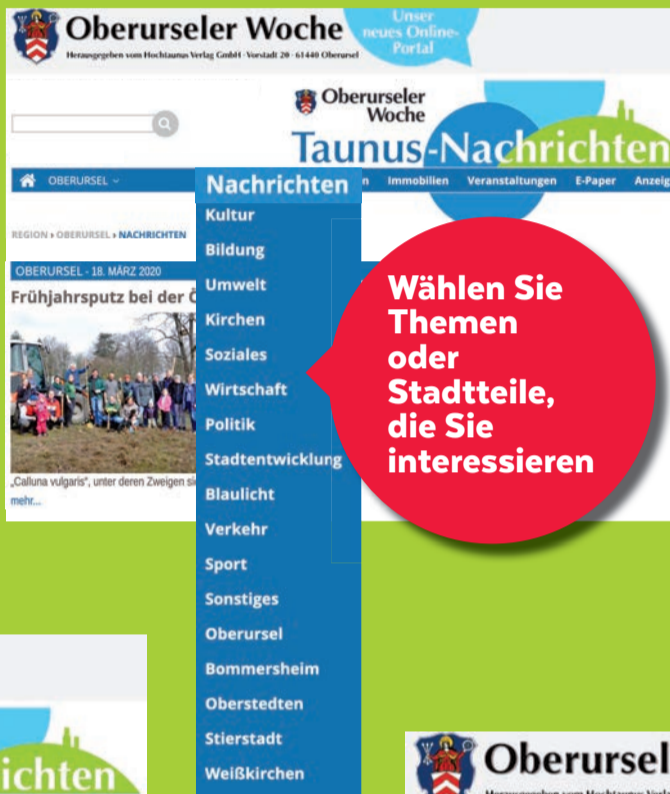 Oberurseler Woche
Herausgegeben vom Hochtaunus Verlag GmbH · Vorstadt 20 · 61440 Oberursel
Unser
neues Online-
Portal
Oberurseler
Woche
Taunus-Nachrichten
OBERURSEL
Nachrichten
Immobilien Veranstaltungen E-Paper
REGION › OBERURSEL › NACHRICHTEN
OBERURSEL - 18. MÄRZ 2020
Frühjahrsputz bei der
„Calluna vulgaris“, unter deren Zweigen
mehr...
Kultur
Bildung
Umwelt
Kirchen
Soziales
Wirtschaft
Politik
Stadtentwicklung
Blaulicht
Verkehr
Sport
Sonstiges
Oberursel
Bommersheim
Oberstedten
Stierstadt
Weißkirchen
Wählen Sie
Themen
oder
Stadtteile,
die Sie
interessieren
ichten
Oberursel